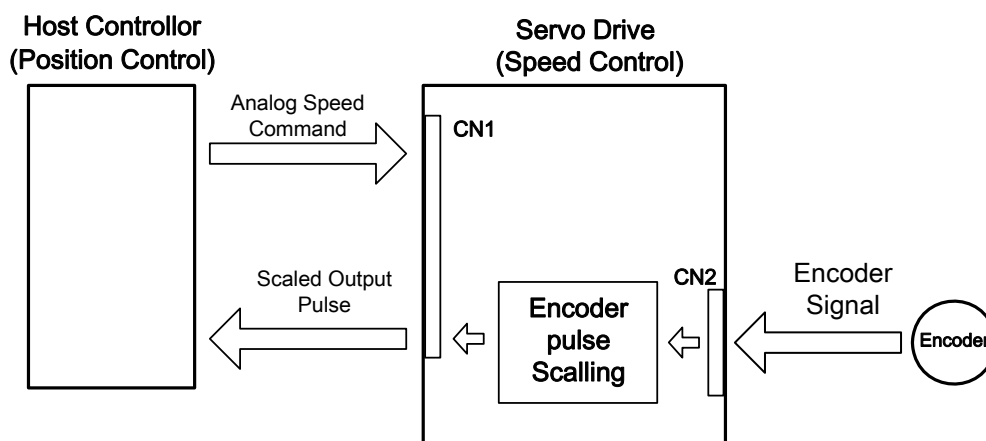 Host Controllor
(Position Control)
Servo Drive
(Speed Control)
Analog Speed
Command
CN1
Scaled Output
Pulse
Encoder
pulse
Scalling
CN2
Encoder
Signal
Encoder